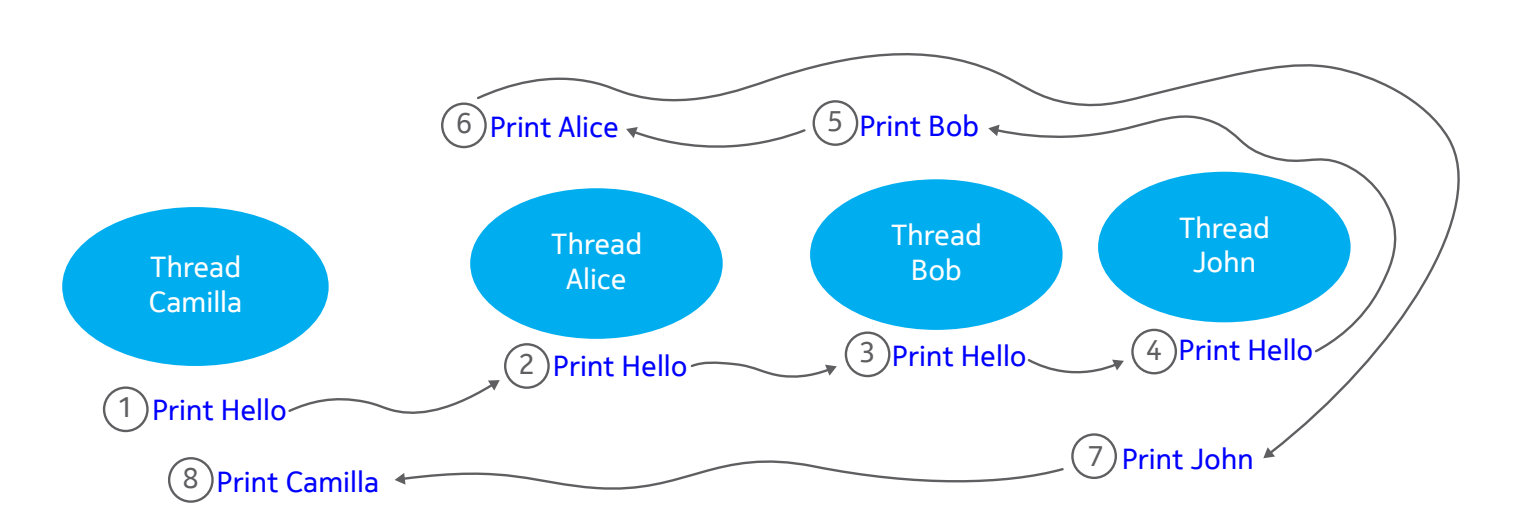 6 Print Alice
5 Print Bob
Thread
Camilla
Thread
Alice
Thread
Bob
Thread
John
1 Print Hello
2 Print Hello
3 Print Hello
4 Print Hello
7 Print John
8 Print Camilla